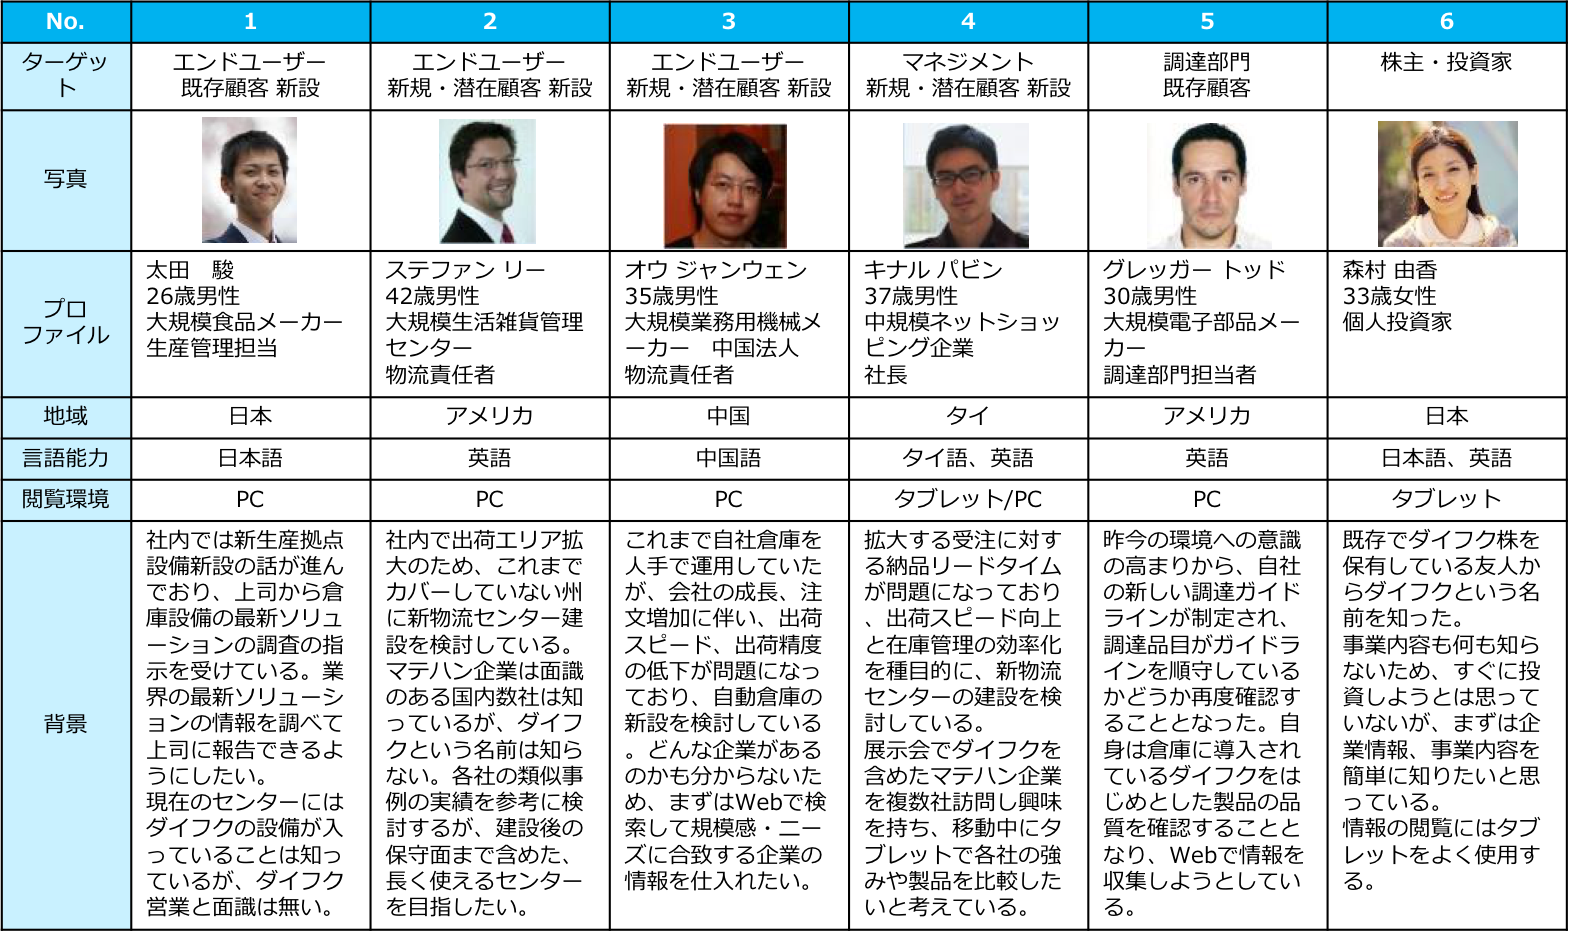 No. 1 2 3 4 5 6
ターゲッ
ト
エンドユーザー
既存顧客 新設
エンドユーザー
新規・潜在顧客 新設
エンドユーザー
新規・潜在顧客 新設
マネジメント
新規・潜在顧客 新設
調達部門
既存顧客
株主・投資家
写真
プロ
ファイル
太田　駿
26歳男性
大規模食品メーカー
生産管理担当
ステファン リー
42歳男性
大規模生活雑貨管理
センター
物流責任者
オウ ジャンウェン
35歳男性
大規模業務用機械メ
ーカー　中国法人
物流責任者
キナル パビン
37歳男性
中規模ネットショッ
ピング企業
社長
グレッガー トッド
30歳男性
大規模電子部品メー
カー
調達部門担当者
森村 由香
33歳女性
個人投資家
地域 日本 アメリカ 中国 タイ アメリカ 日本
言語能力 日本語 英語 中国語 タイ語、英語 英語 日本語、英語
閲覧環境 PC PC PC タブレット/PC PC タブレット
背景
社内では新生産拠点
設備新設の話が進ん
でおり、上司から倉
庫設備の最新ソリュ
ーションの調査の指
示を受けている。業
界の最新ソリューシ
ョンの情報を調べて
上司に報告できるよ
うにしたい。
現在のセンターには
ダイフクの設備が入
っていることは知っ
ているが、ダイフク
営業と面識は無い。
社内で出荷エリア拡
大のため、これまで
カバーしていない州
に新物流センター建
設を検討している。
マテハン企業は面識
のある国内数社は知
っているが、ダイフ
クという名前は知ら
ない。各社の類似事
例の実績を参考に検
討するが、建設後の
保守面まで含めた、
長く使えるセンター
を目指したい。
これまで自社倉庫を
人手で運用していた
が、会社の成長、注
文増加に伴い、出荷
スピード、出荷精度
の低下が問題になっ
ており、自動倉庫の
新設を検討している
。どんな企業がある
のかも分からないた
め、まずはWebで検
索して規模感・ニー
ズに合致する企業の
情報を仕入れたい。
拡大する受注に対す
る納品リードタイム
が問題になっており
、出荷スピード向上
と在庫管理の効率化
を種目的に、新物流
センターの建設を検
討している。
展示会でダイフクを
含めたマテハン企業
を複数社訪問し興味
を持ち、移動中にタ
ブレットで各社の強
みや製品を比較した
いと考えている。
昨今の環境への意識
の高まりから、自社
の新しい調達ガイド
ラインが制定され、
調達品目がガイドラ
インを順守している
かどうか再度確認す
ることとなった。自
身は倉庫に導入され
ているダイフクをは
じめとした製品の品
質を確認することと
なり、Webで情報を
収集しようとしてい
る。
既存でダイフク株を
保有している友人か
らダイフクという名
前を知った。
事業内容も何も知ら
ないため、すぐに投
資しようとは思って
いないが、まずは企
業情報、事業内容を
簡単に知りたいと思
っている。
情報の閲覧にはタブ
レットをよく使用す
る。